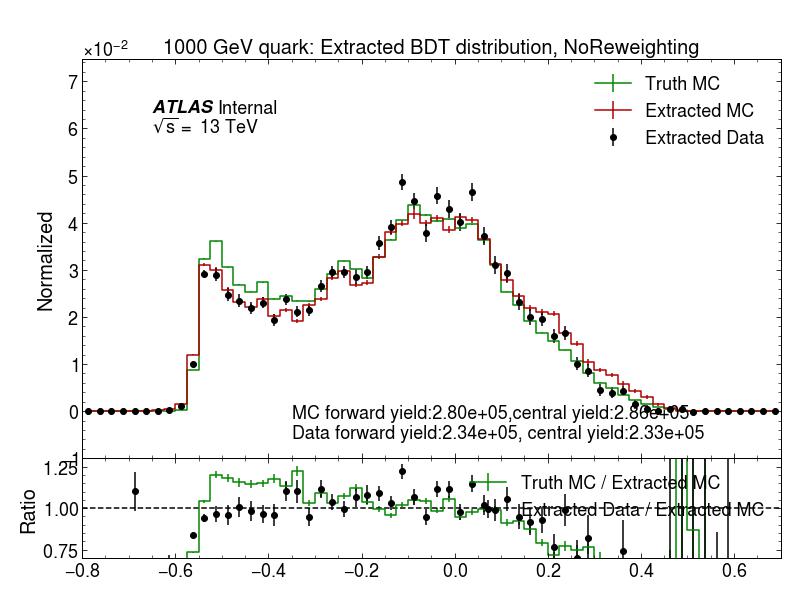 ×10−2 1000 GeV quark: Extracted BDT distribution, NoReweighting
7
6
5
4
3
2
1
0
1
Normalized
ATLAS Internal
√s = 13 TeV
Truth MC
Extracted MC
Extracted Data
MC forward yield:2.80e+05,central yield:2.86e+05
Data forward yield:2.34e+05, central yield:2.33e+05
1.25
1.00
0.75
Ratio
Truth MC / Extracted MC
Extracted Data / Extracted MC
−0.8 −0.6 −0.4 −0.2 0.0 0.2 0.4 0.6